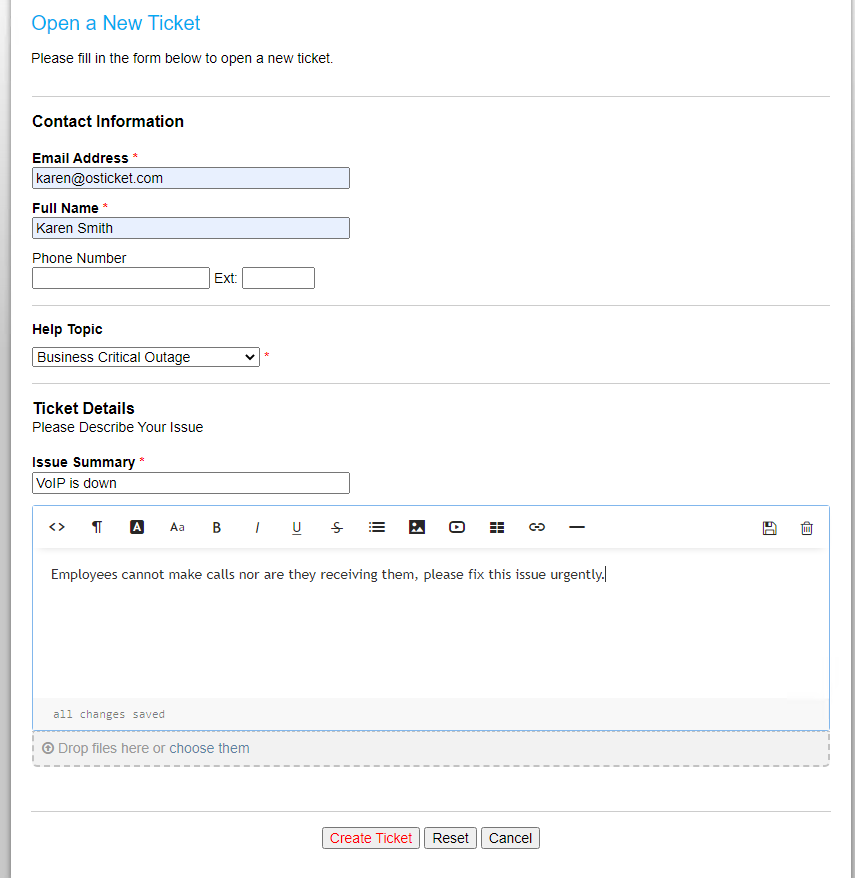 Open a New Ticket
Please fill in the form below to open a new ticket.
Contact Information
Email Address *
karen@osticket.com
Full Name *
Karen Smith
Phone Number
Ext:
Help Topic
Business Critical Outage *
Ticket Details
Please Describe Your Issue
Issue Summary *
VoIP is down
<> ¶ A Aa B I U S
Employees cannot make calls nor are they receiving them, please fix this issue urgently.
all changes saved
Drop files here or choose them
Create Ticket Reset Cancel